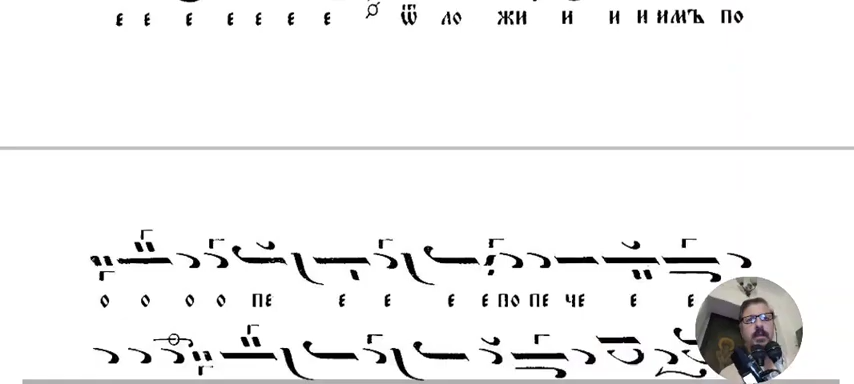 є є є є є є є ѿ ло жи и и и имъ по
о о о о пе е е е е по пе че е е